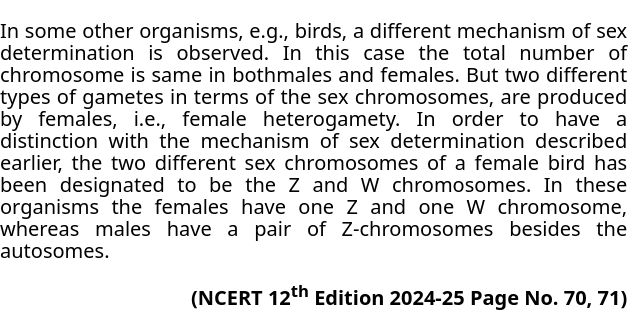 In some other organisms, e.g., birds, a different mechanism of sex
determination is observed. In this case the total number of
chromosome is same in bothmales and females. But two different
types of gametes in terms of the sex chromosomes, are produced
by females, i.e., female heterogamety. In order to have a
distinction with the mechanism of sex determination described
earlier, the two different sex chromosomes of a female bird has
been designated to be the Z and W chromosomes. In these
organisms the females have one Z and one W chromosome,
whereas males have a pair of Z-chromosomes besides the
autosomes.
(NCERT 12th Edition 2024-25 Page No. 70, 71)